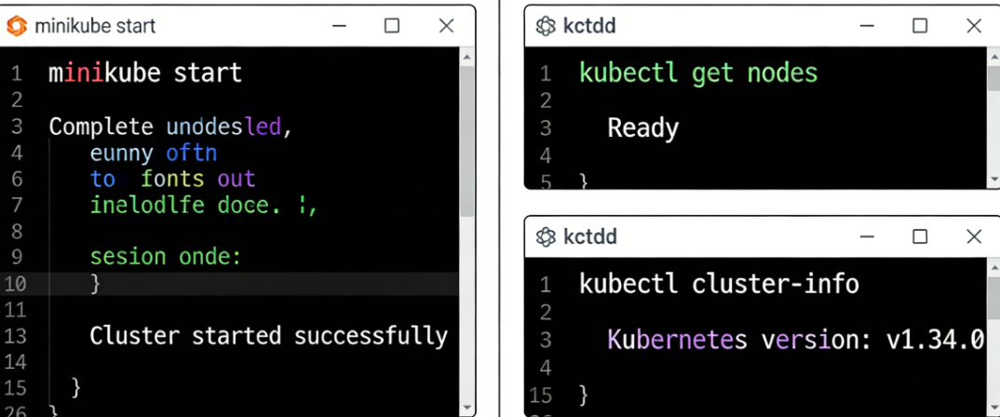 minikube start
1 minikube start
2
3 Complete unddesled,
4 eunny oftn
6 to fonts out
7 inelodlfe doce. ¦,
8
9 sesion onde:
10 }
11
13 Cluster started successfully
14
15 }
26 }
kctdd
1 kubectl get nodes
2
3 Ready
4
5 }
kctdd
1 kubectl cluster-info
2
3 Kubernetes version: v1.34.0
4
15 }